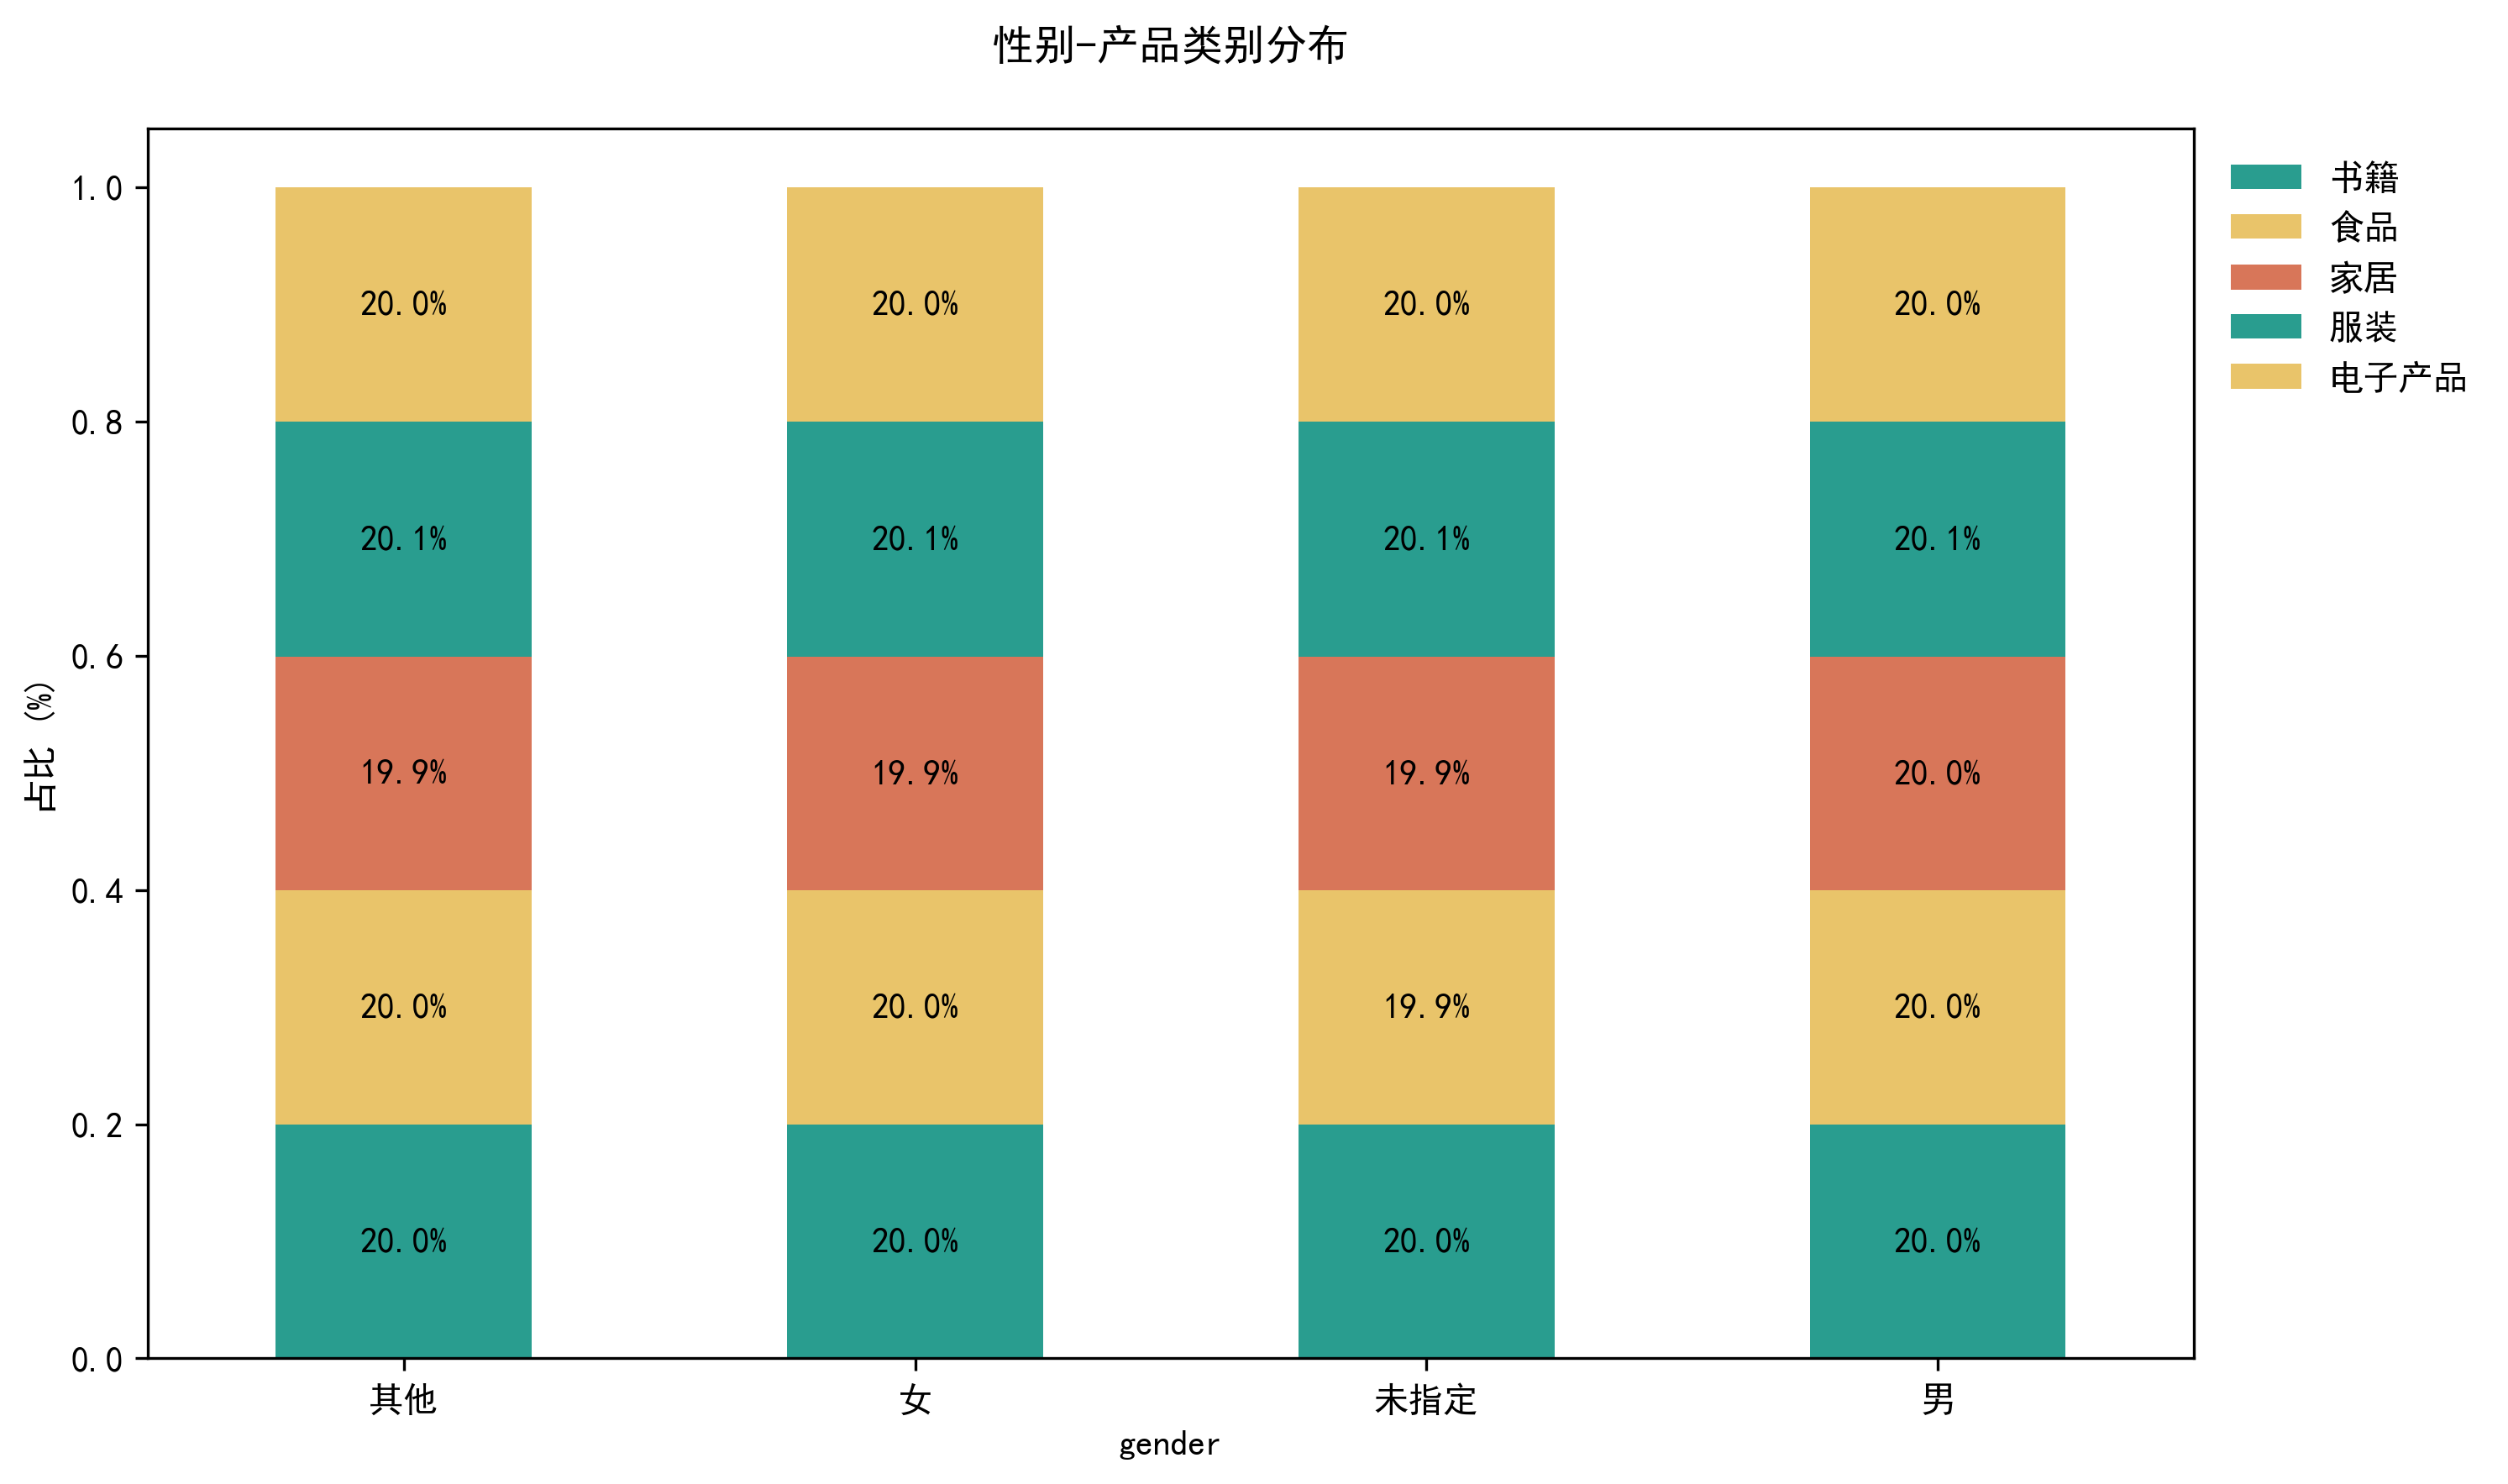 性别-产品类别分布
占比 (%)
1.0
0.8
0.6
0.4
0.2
0.0
20.0% 20.0% 20.0% 20.0%
20.1% 20.1% 20.1% 20.1%
19.9% 19.9% 19.9% 20.0%
20.0% 20.0% 19.9% 20.0%
20.0% 20.0% 20.0% 20.0%
其他 女 未指定 男
gender
书籍
食品
家居
服装
电子产品